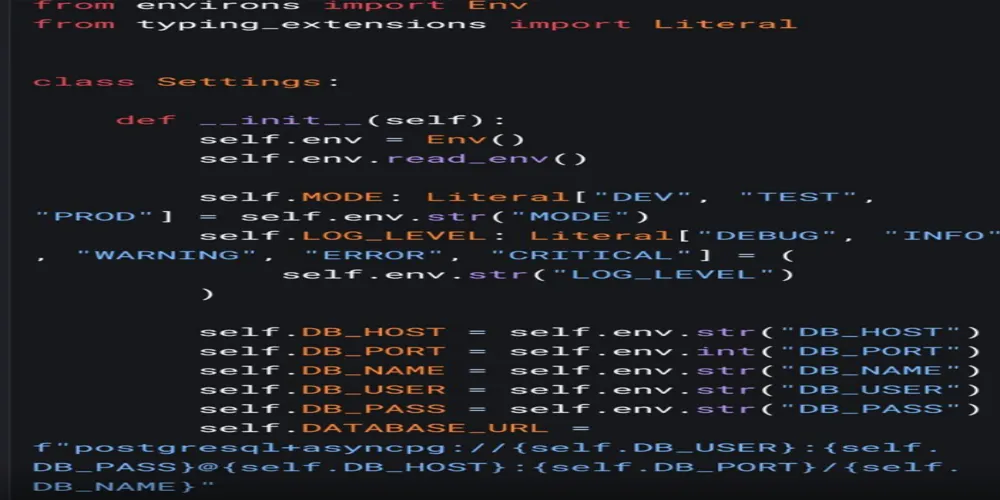 from environs import Env
from typing_extensions import Literal
class Settings:
def __init__(self):
self.env = Env()
self.env.read_env()
self.MODE: Literal["DEV", "TEST",
"PROD"] = self.env.str("MODE")
self.LOG_LEVEL: Literal["DEBUG", "INFO"
, "WARNING", "ERROR", "CRITICAL"] = (
self.env.str("LOG_LEVEL")
)
self.DB_HOST = self.env.str("DB_HOST")
self.DB_PORT = self.env.int("DB_PORT")
self.DB_NAME = self.env.str("DB_NAME")
self.DB_USER = self.env.str("DB_USER")
self.DB_PASS = self.env.str("DB_PASS")
self.DATABASE_URL =
f"postgresql+asyncpg://{self.DB_USER}:{self.
DB_PASS}@{self.DB_HOST}:{self.DB_PORT}/{self.
DB_NAME}"